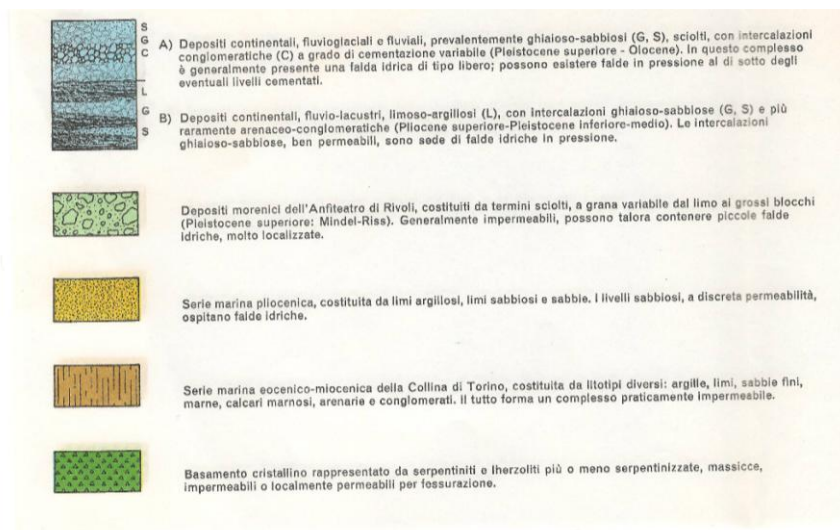 S
G
C
L
G
S
A) Depositi continentali, fluvioglaciali e fluviali, prevalentemente ghiaioso-sabbiosi (G, S), sciolti, con intercalazioni
conglomeratiche (C) a grado di cementazione variabile (Pleistocene superiore - Olocene). In questo complesso
è generalmente presente una falda idrica di tipo libero; possono esistere falde in pressione al di sotto degli
eventuali livelli cementati.
B) Depositi continentali, fluvio-lacustri, limoso-argillosi (L), con intercalazioni ghiaioso-sabbiose (G, S) e più
raramente arenaceo-conglomeratiche (Pliocene superiore-Pleistocene inferiore-medio). Le intercalazioni
ghiaioso-sabbiose, ben permeabili, sono sede di falde idriche in pressione.
Depositi morenici dell'Anfiteatro di Rivoli, costituiti da termini sciolti, a grana variabile dal limo ai grossi blocchi
(Pleistocene superiore: Mindel-Riss). Generalmente impermeabili, possono talora contenere piccole falde
idriche, molto localizzate.
Serie marina pliocenica, costituita da limi argillosi, limi sabbiosi e sabbie. I livelli sabbiosi, a discreta permeabilità,
ospitano falde idriche.
Serie marina eocenico-miocenica della Collina di Torino, costituita da litotipi diversi: argille, limi, sabbie fini,
marne, calcari marnosi, arenarie e conglomerati. Il tutto forma un complesso praticamente impermeabile.
Basamento cristallino rappresentato da serpentiniti e lherzoliti più o meno serpentinizzate, massicce,
impermeabili o localmente permeabili per fessurazione.